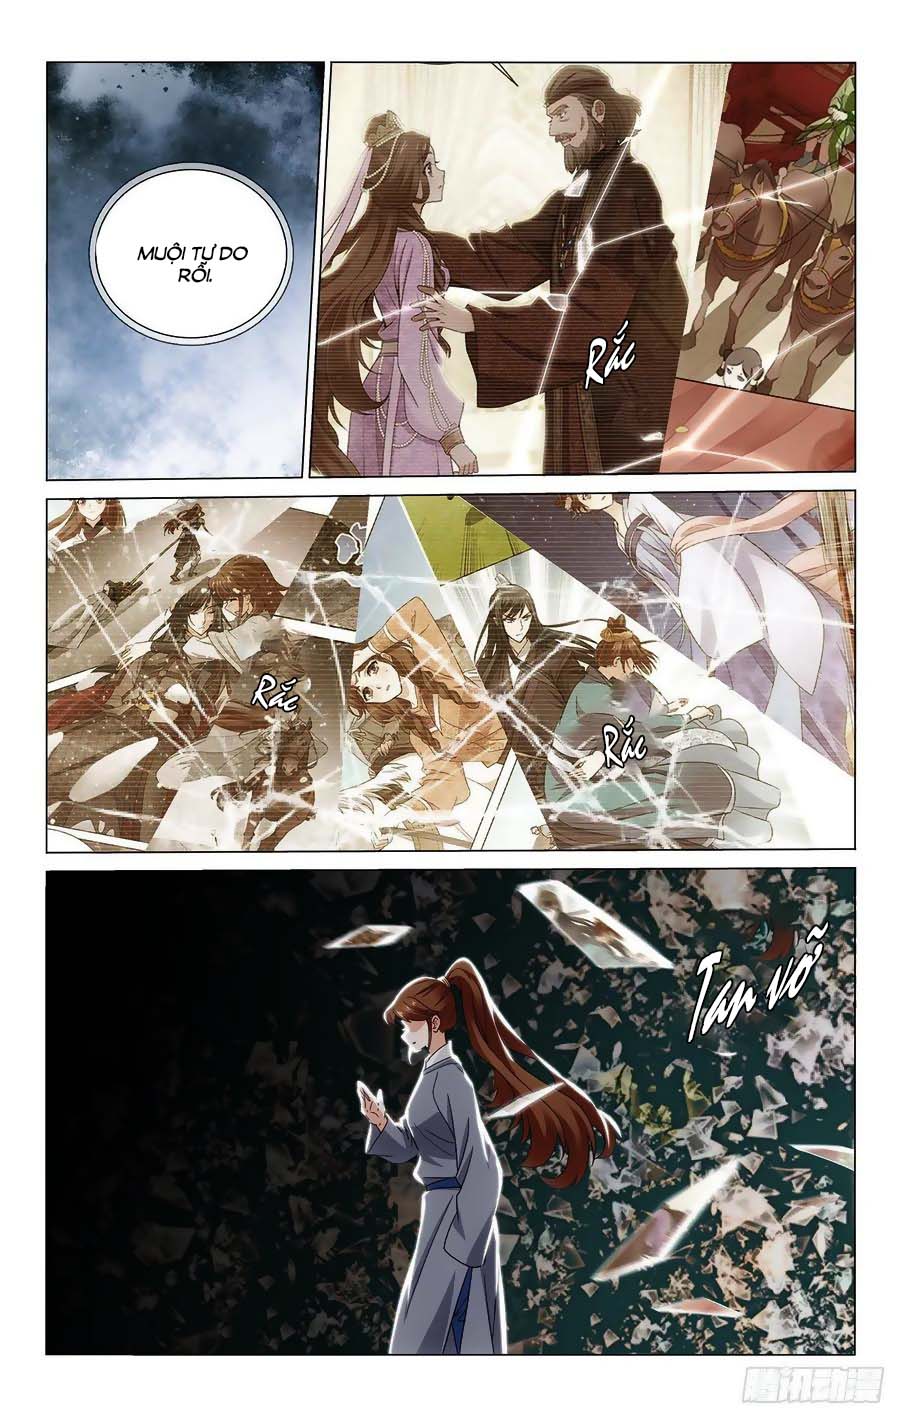 MUỘI TỰ DO
RỒI.
Rắc
Rắc
Rắc
Tan vỡ
腾讯动漫